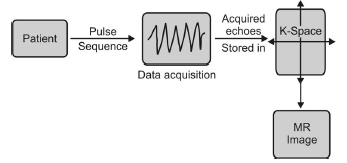 Patient
Pulse
Sequence
Data acquisition
Acquired
echoes
Stored in
K-Space
MR
Image